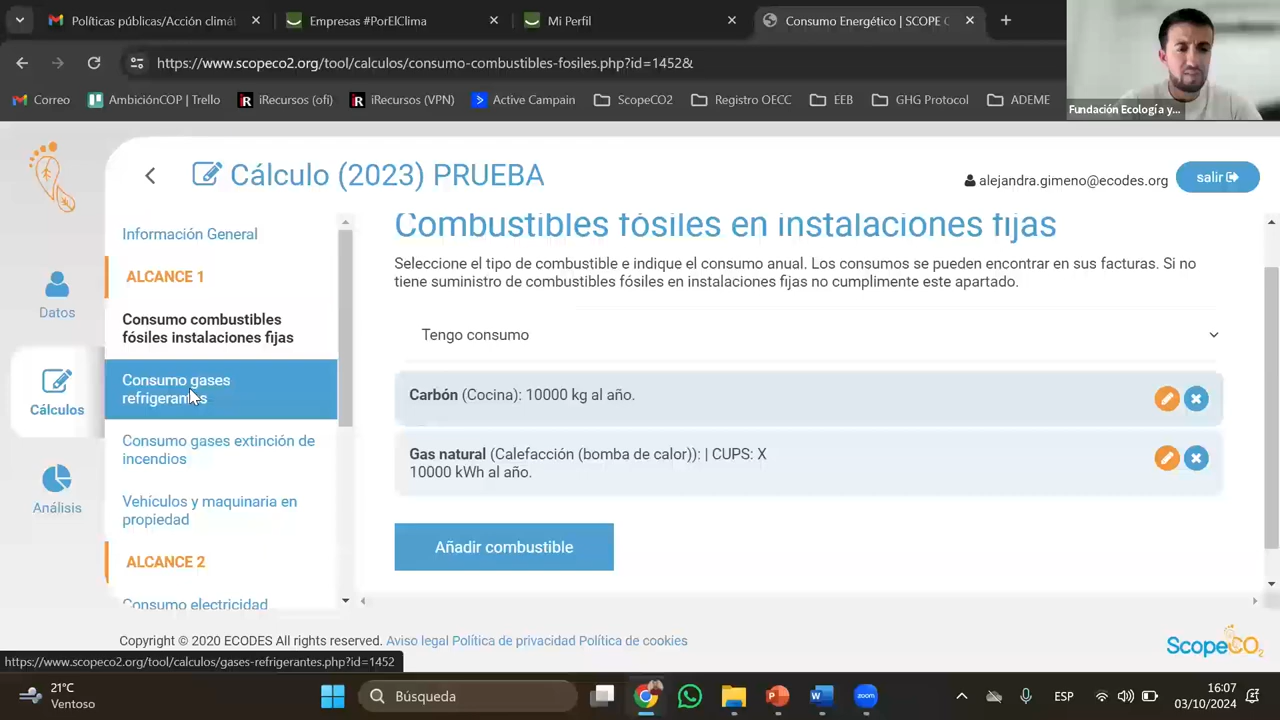 Políticas públicas/Acción climát
Empresas #PorElClima
Mi Perfil
Consumo Energético | SCOPE C
https://www.scopeco2.org/tool/calculos/consumo-combustibles-fosiles.php?id=1452&
Correo
AmbiciónCOP | Trello
iRecursos (ofi)
iRecursos (VPN)
Active Campain
ScopeCO2
Registro OECC
EEB
GHG Protocol
ADEME
Fundación Ecología y...
Cálculo (2023) PRUEBA
alejandra.gimeno@ecodes.org
salir
Datos
Cálculos
Análisis
Información General
ALCANCE 1
Consumo combustibles
fósiles instalaciones fijas
Consumo gases
refrigerantes
Consumo gases extinción de
incendios
Vehículos y maquinaria en
propiedad
ALCANCE 2
Consumo electricidad
Combustibles fósiles en instalaciones fijas
Seleccione el tipo de combustible e indique el consumo anual. Los consumos se pueden encontrar en sus facturas. Si no
tiene suministro de combustibles fósiles en instalaciones fijas no cumplimente este apartado.
Tengo consumo
Carbón (Cocina): 10000 kg al año.
Gas natural (Calefacción (bomba de calor)): | CUPS: X
10000 kWh al año.
Añadir combustible
Copyright © 2020 ECODES All rights reserved. Aviso legal Política de privacidad Política de cookies
ScopeCO2
https://www.scopeco2.org/tool/calculos/gases-refrigerantes.php?id=1452
21°C
Ventoso
Búsqueda
zoom
ESP
16:07
03/10/2024